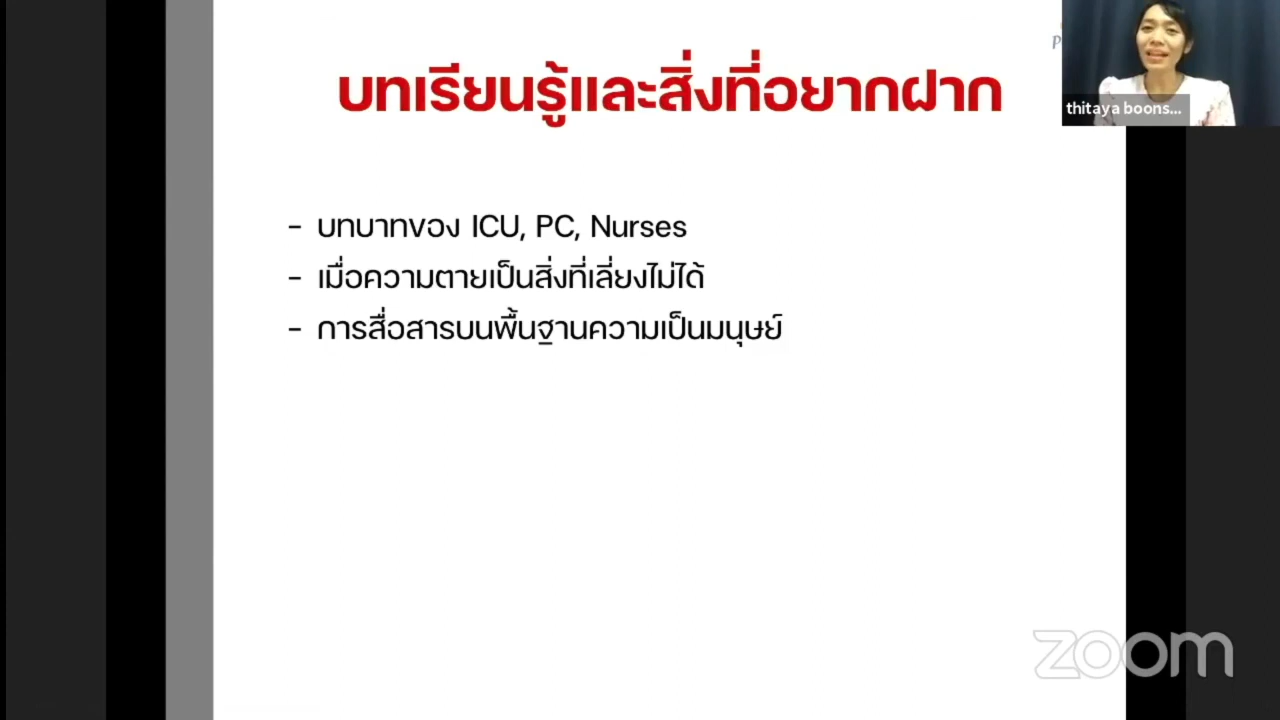 บทเรียนรู้และสิ่งที่อยากฝาก
thitaya boons...
- บทบาทของ ICU, PC, Nurses
- เมื่อความตายเป็นสิ่งที่เลี่ยงไม่ได้
- การสื่อสารบนพื้นฐานความเป็นมนุษย์
zoom